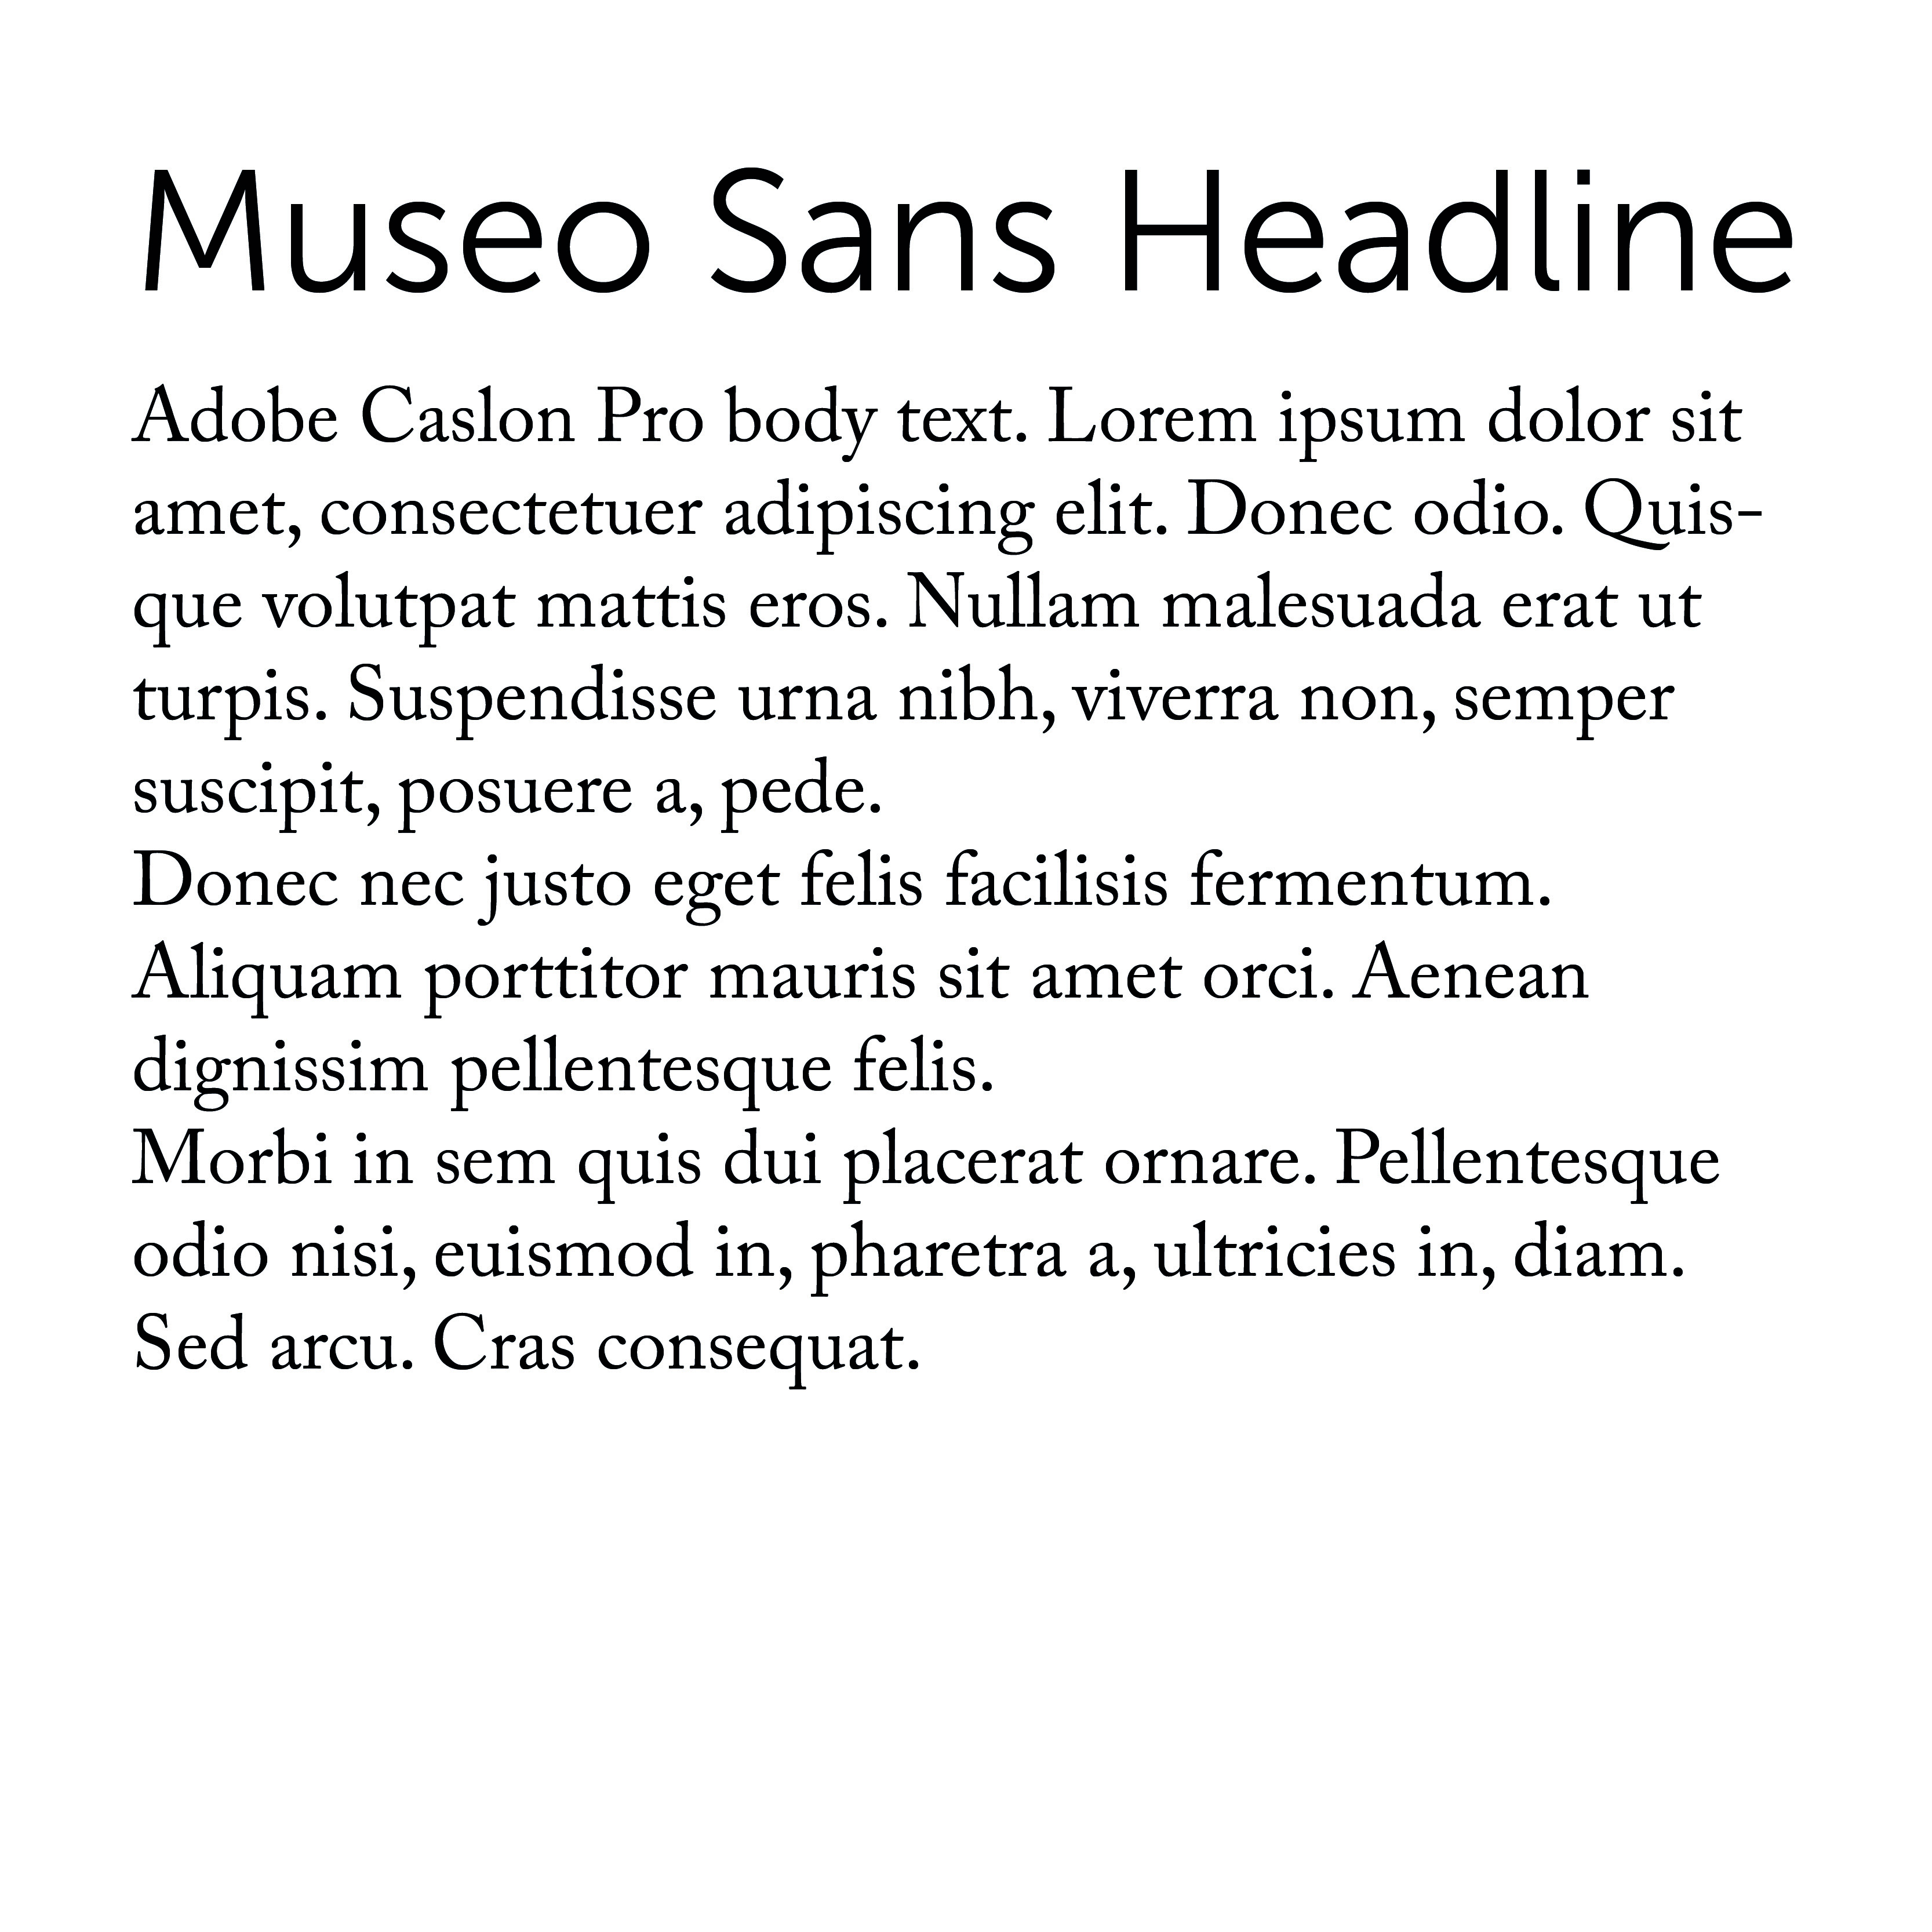 Museo Sans Headline
Adobe Caslon Pro body text. Lorem ipsum dolor sit
amet, consectetuer adipiscing elit. Donec odio. Quis-
que volutpat mattis eros. Nullam malesuada erat ut
turpis. Suspendisse urna nibh, viverra non, semper
suscipit, posuere a, pede.
Donec nec justo eget felis facilisis fermentum.
Aliquam porttitor mauris sit amet orci. Aenean
dignissim pellentesque felis.
Morbi in sem quis dui placerat ornare. Pellentesque
odio nisi, euismod in, pharetra a, ultricies in, diam.
Sed arcu. Cras consequat.